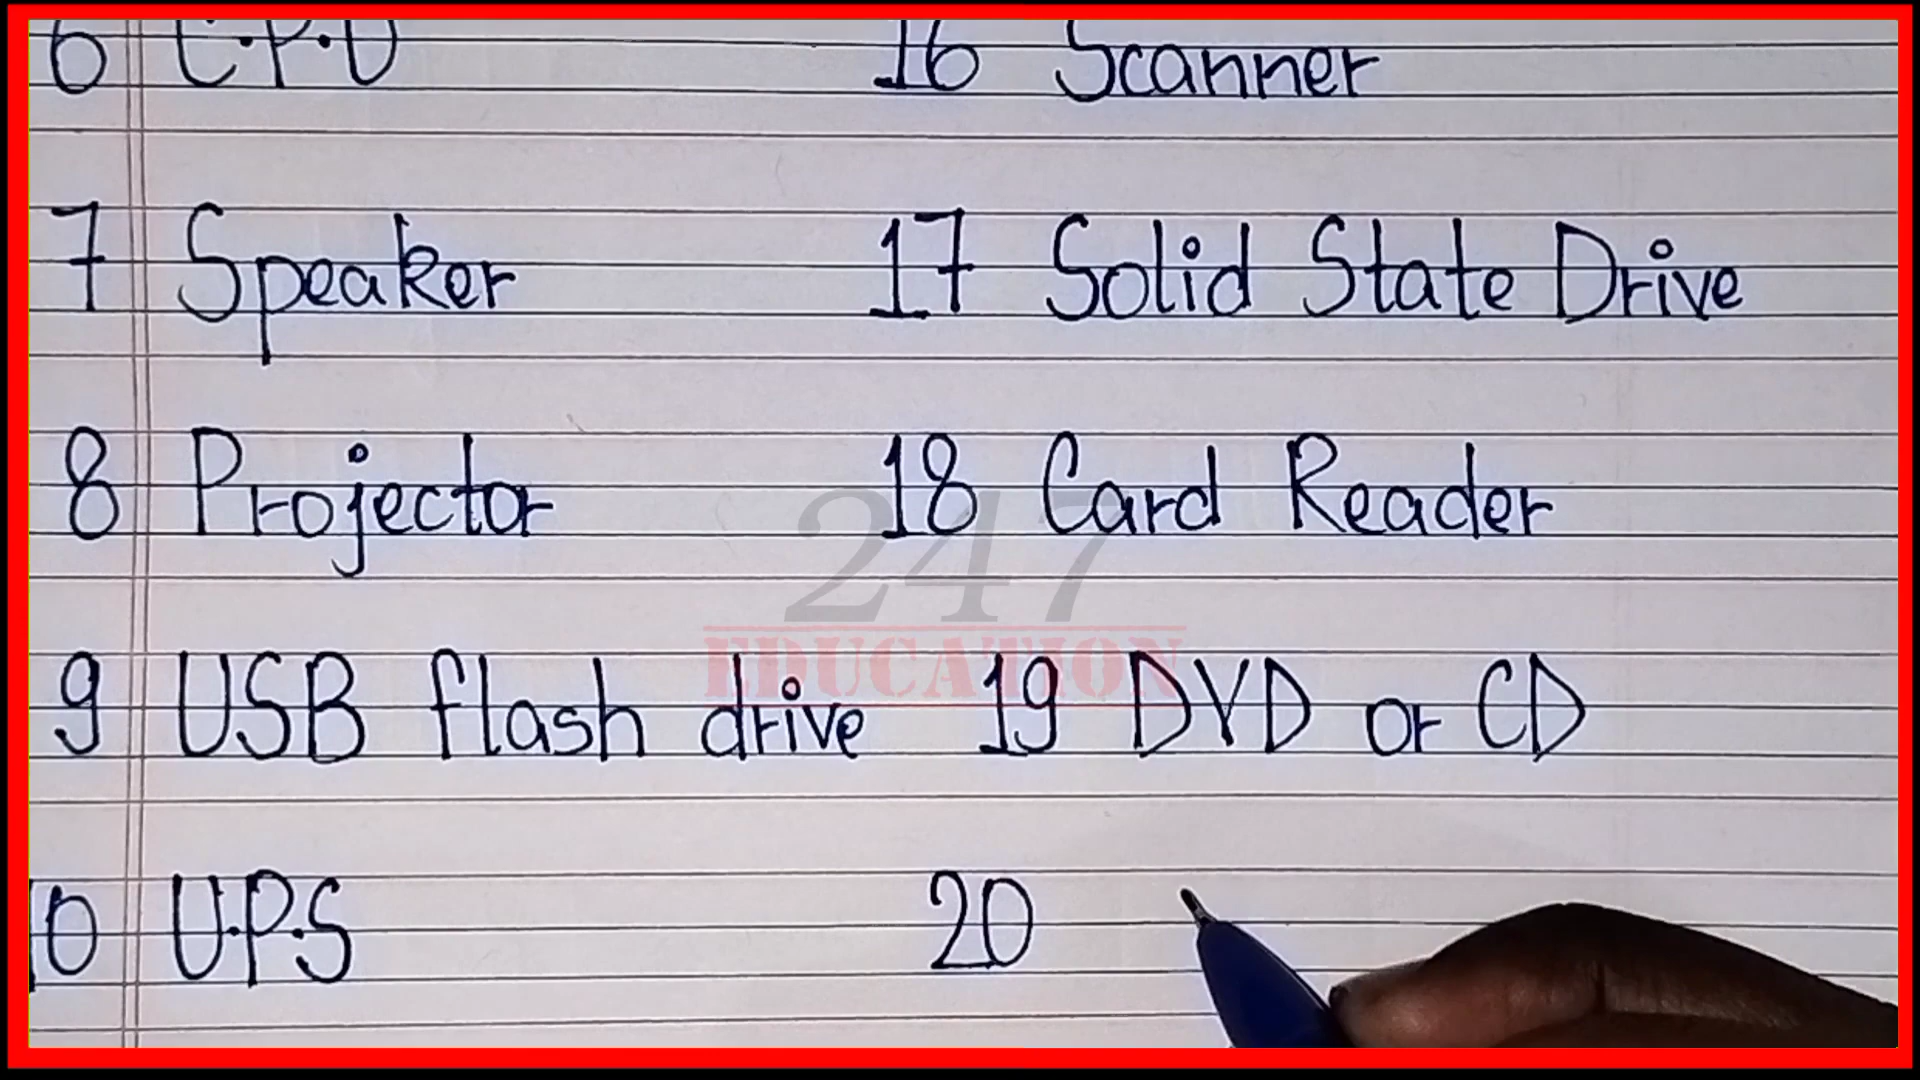 6 C.P.U 16 Scanner
7 Speaker 17 Solid State Drive
8 Projector 18 Card Reader
247
EDUCATION
9 USB flash drive 19 DVD or CD
10 U.P.S 20